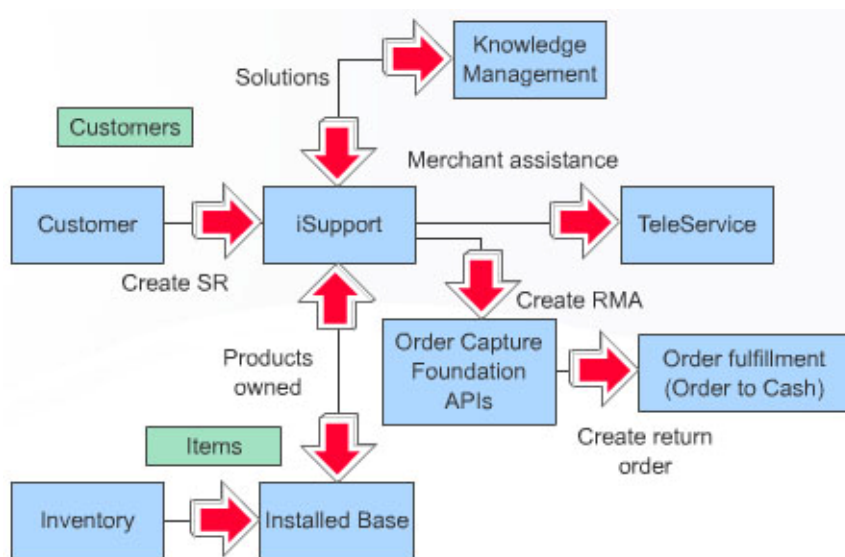 Knowledge
Management
Solutions
Customers
Merchant assistance
Customer
iSupport
TeleService
Create SR
Create RMA
Products
owned
Order Capture
Foundation
APIs
Order fulfillment
(Order to Cash)
Create return
order
Items
Inventory
Installed Base